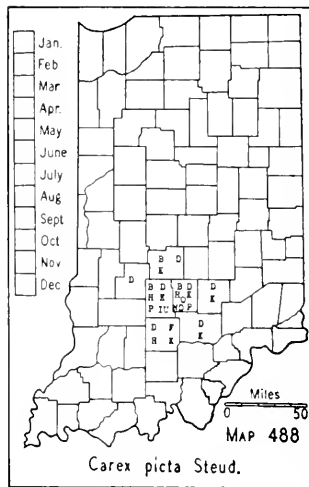 Jan.
Feb
Mar
Apr.
May
June
July
Aug
Sept
Oct
Nov
Dec
B D
K
D
B D B D D
H K H K K
P IU P
D F D
H K K
Miles
0 50
MAP 488
Carex picta Steud.